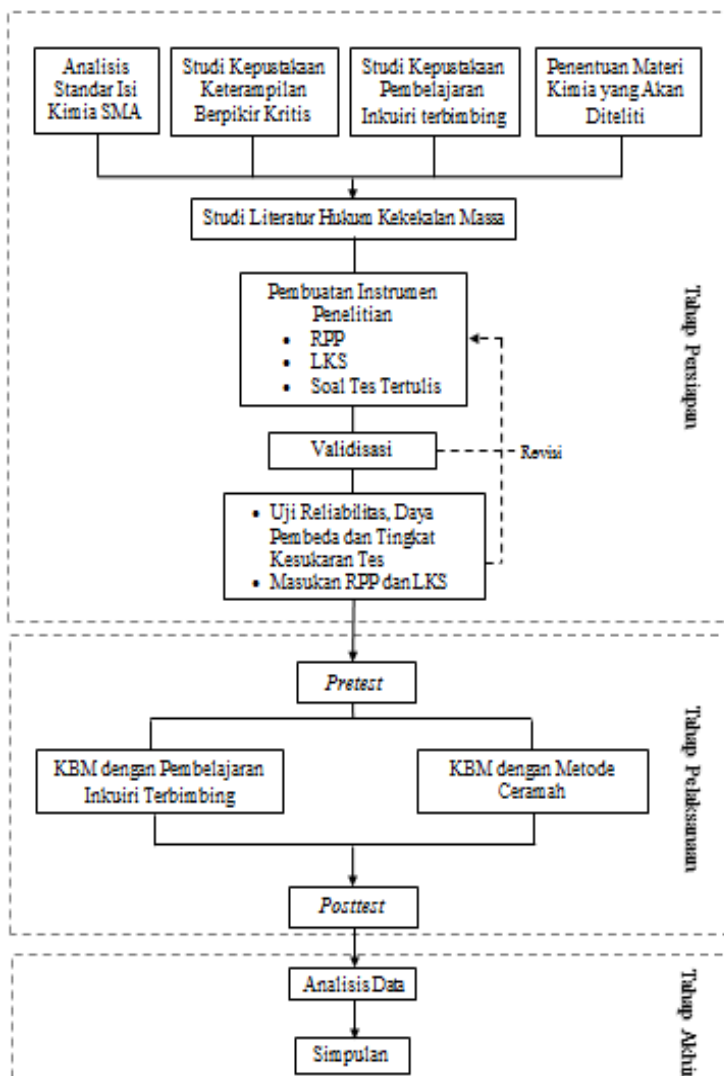 Analisis
Standar Isi
Kimia SMA
Studi Kepustakaan
Keterampilan
Berpikir Kritis
Studi Kepustakaan
Pembelajaran
Inkuiri terbimbing
Penentuan Materi
Kimia yang Akan
Diteliti
Studi Literatur Hukum Kekekalan Massa
Pembuatan Instrumen
Penelitian
• RPP
• LKS
• Soal Tes Tertulis
Tahap Persiapan
Validisasi
Revisi
• Uji Reliabilitas, Daya
Pembeda dan Tingkat
Kesukaran Tes
• Masukan RPP dan LKS
Pretest
KBM dengan Pembelajaran
Inkuiri Terbimbing
KBM dengan Metode
Ceramah
Tahap Pelaksanaan
Posttest
Analisis Data
Simpulan
Tahap Akhir